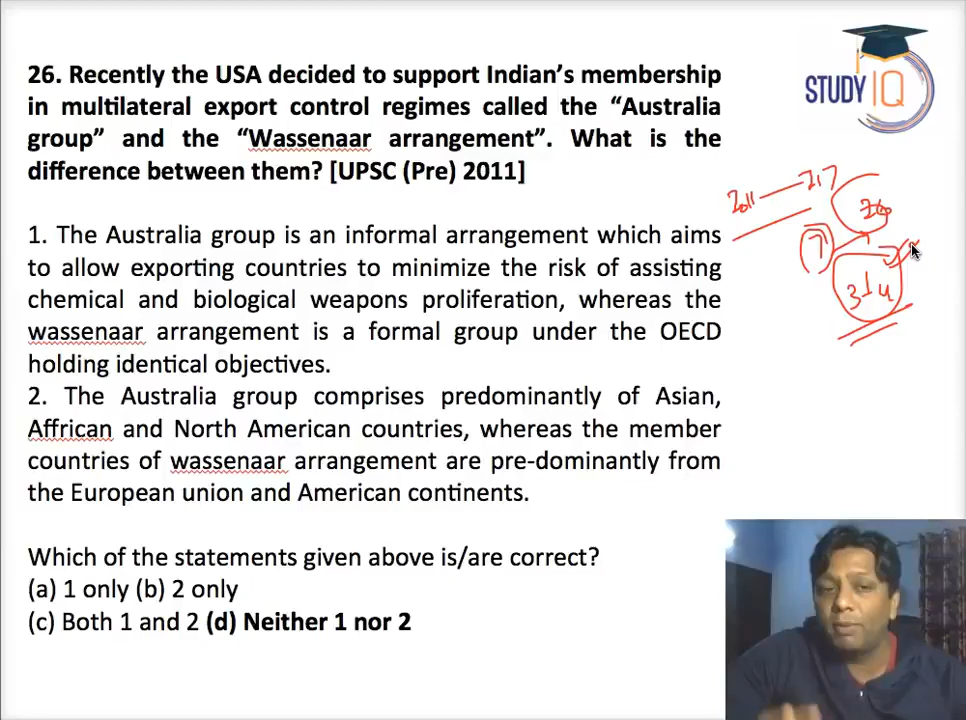 26. Recently the USA decided to support Indian's membership
in multilateral export control regimes called the "Australia
group" and the "Wassenaar arrangement". What is the
difference between them? [UPSC (Pre) 2011]
1. The Australia group is an informal arrangement which aims
to allow exporting countries to minimize the risk of assisting
chemical and biological weapons proliferation, whereas the
wassenaar arrangement is a formal group under the OECD
holding identical objectives.
2. The Australia group comprises predominantly of Asian,
Affrican and North American countries, whereas the member
countries of wassenaar arrangement are pre-dominantly from
the European union and American continents.
Which of the statements given above is/are correct?
(a) 1 only (b) 2 only
(c) Both 1 and 2 (d) Neither 1 nor 2
STUDY IQ
2011
7